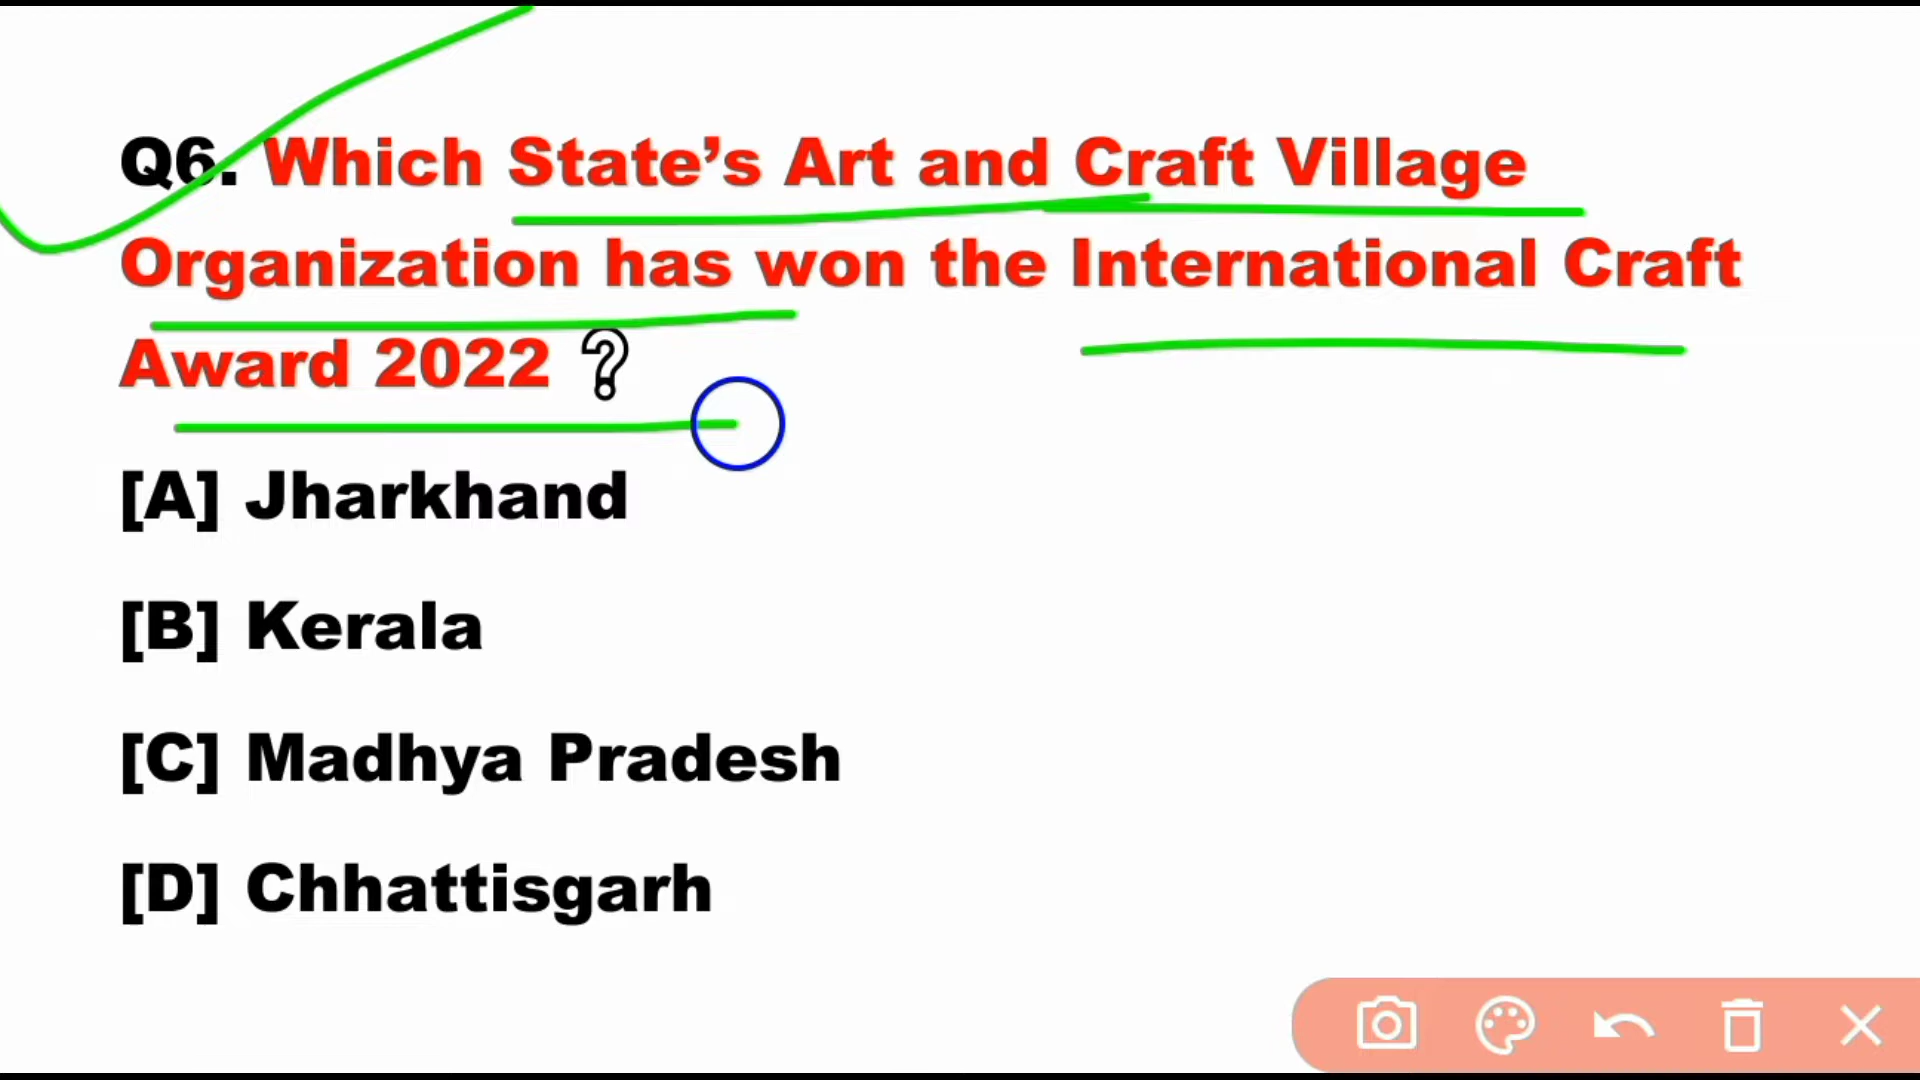 Q6. Which State’s Art and Craft Village
Organization has won the International Craft
Award 2022 ?
[A] Jharkhand
[B] Kerala
[C] Madhya Pradesh
[D] Chhattisgarh